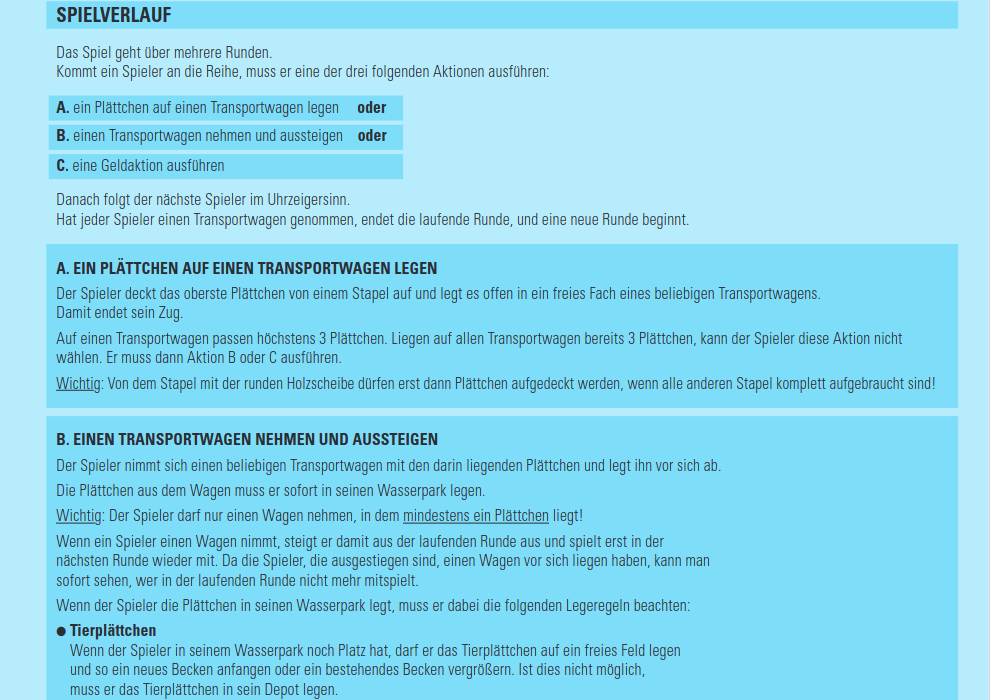 SPIELVERLAUF
Das Spiel geht über mehrere Runden.
Kommt ein Spieler an die Reihe, muss er eine der drei folgenden Aktionen ausführen:
A. ein Plättchen auf einen Transportwagen legen oder
B. einen Transportwagen nehmen und aussteigen oder
C. eine Geldaktion ausführen
Danach folgt der nächste Spieler im Uhrzeigersinn.
Hat jeder Spieler einen Transportwagen genommen, endet die laufende Runde, und eine neue Runde beginnt.
A. EIN PLÄTTCHEN AUF EINEN TRANSPORTWAGEN LEGEN
Der Spieler deckt das oberste Plättchen von einem Stapel auf und legt es offen in ein freies Fach eines beliebigen Transportwagens.
Damit endet sein Zug.
Auf einen Transportwagen passen höchstens 3 Plättchen. Liegen auf allen Transportwagen bereits 3 Plättchen, kann der Spieler diese Aktion nicht
wählen. Er muss dann Aktion B oder C ausführen.
Wichtig: Von dem Stapel mit der runden Holzscheibe dürfen erst dann Plättchen aufgedeckt werden, wenn alle anderen Stapel komplett aufgebraucht sind!
B. EINEN TRANSPORTWAGEN NEHMEN UND AUSSTEIGEN
Der Spieler nimmt sich einen beliebigen Transportwagen mit den darin liegenden Plättchen und legt ihn vor sich ab.
Die Plättchen aus dem Wagen muss er sofort in seinen Wasserpark legen.
Wichtig: Der Spieler darf nur einen Wagen nehmen, in dem mindestens ein Plättchen liegt!
Wenn ein Spieler einen Wagen nimmt, steigt er damit aus der laufenden Runde aus und spielt erst in der
nächsten Runde wieder mit. Da die Spieler, die ausgestiegen sind, einen Wagen vor sich liegen haben, kann man
sofort sehen, wer in der laufenden Runde nicht mehr mitspielt.
Wenn der Spieler die Plättchen in seinen Wasserpark legt, muss er dabei die folgenden Legeregeln beachten:
● Tierplättchen
Wenn der Spieler in seinem Wasserpark noch Platz hat, darf er das Tierplättchen auf ein freies Feld legen
und so ein neues Becken anfangen oder ein bestehendes Becken vergrößern. Ist dies nicht möglich,
muss er das Tierplättchen in sein Depot legen.